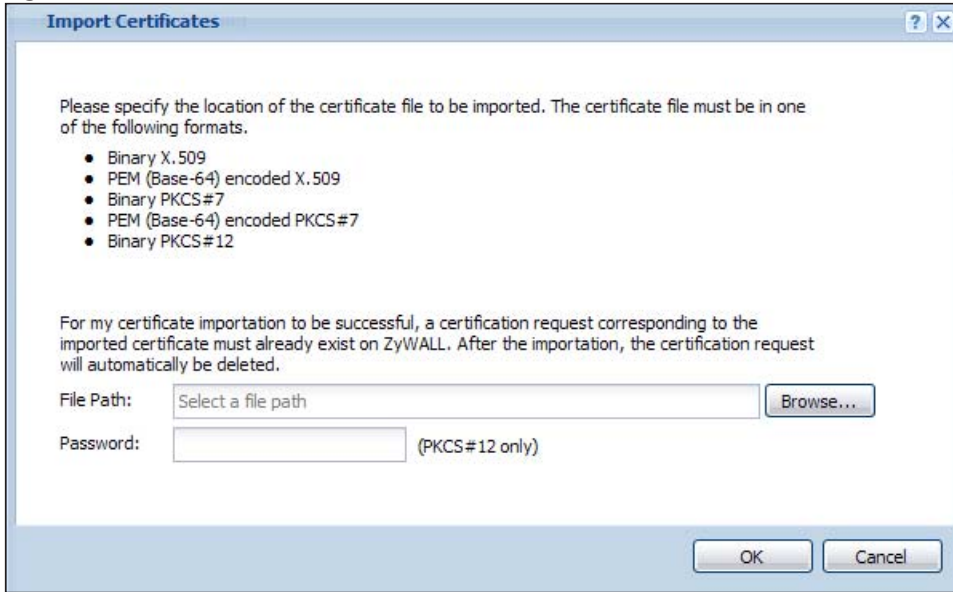 Import Certificates
Please specify the location of the certificate file to be imported. The certificate file must be in one
of the following formats.
● Binary X.509
● PEM (Base-64) encoded X.509
● Binary PKCS#7
● PEM (Base-64) encoded PKCS#7
● Binary PKCS#12
For my certificate importation to be successful, a certification request corresponding to the
imported certificate must already exist on ZyWALL. After the importation, the certification request
will automatically be deleted.
File Path: Select a file path Browse...
Password: (PKCS#12 only)
OK Cancel